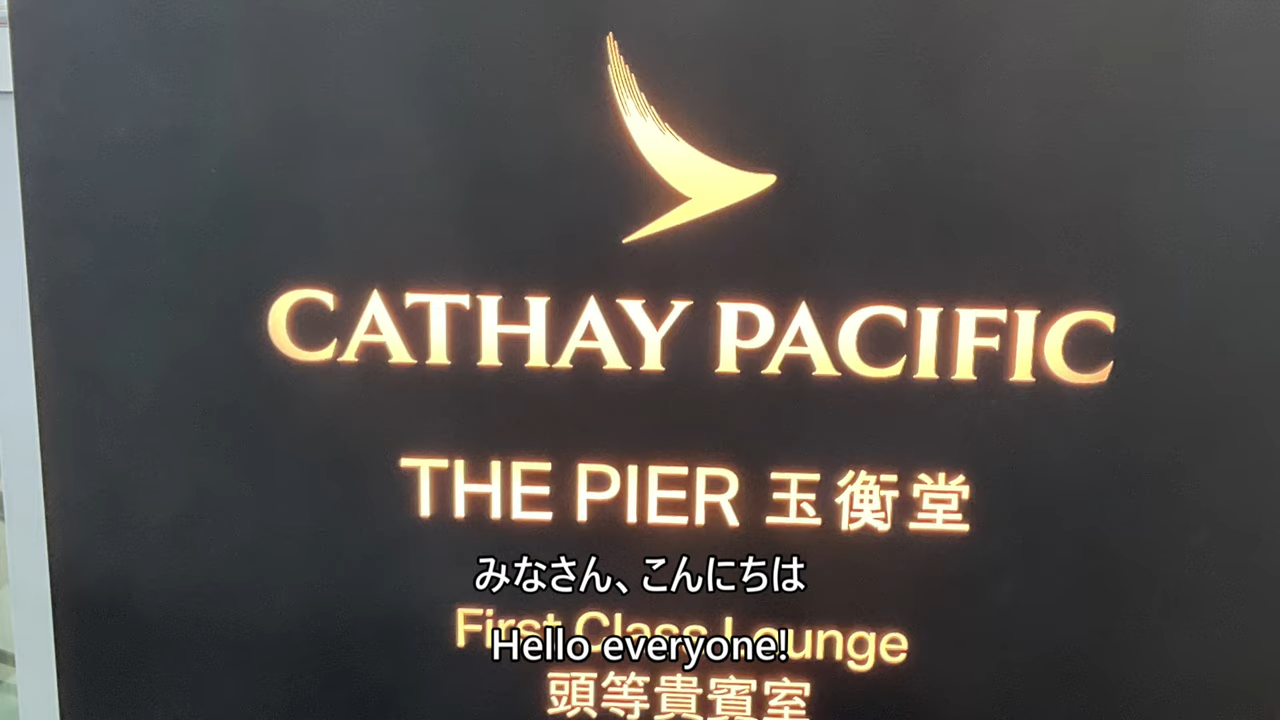 CATHAY PACIFIC
THE PIER 玉衡堂
みなさん、こんにちは
First Class Lounge
Hello everyone!
頭等貴賓室